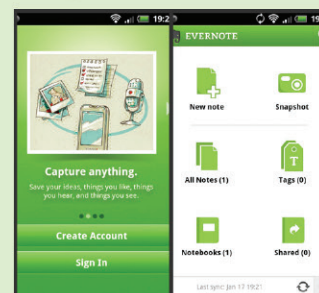 19:2
Capture anything.
Save your ideas, things you like, things
you hear, and things you see.
Create Account
Sign In
19
EVERNOTE
New note
Snapshot
T
All Notes (1)
Tags (0)
Notebooks (1)
Shared (0)
Last sync: Jan 17 19:21